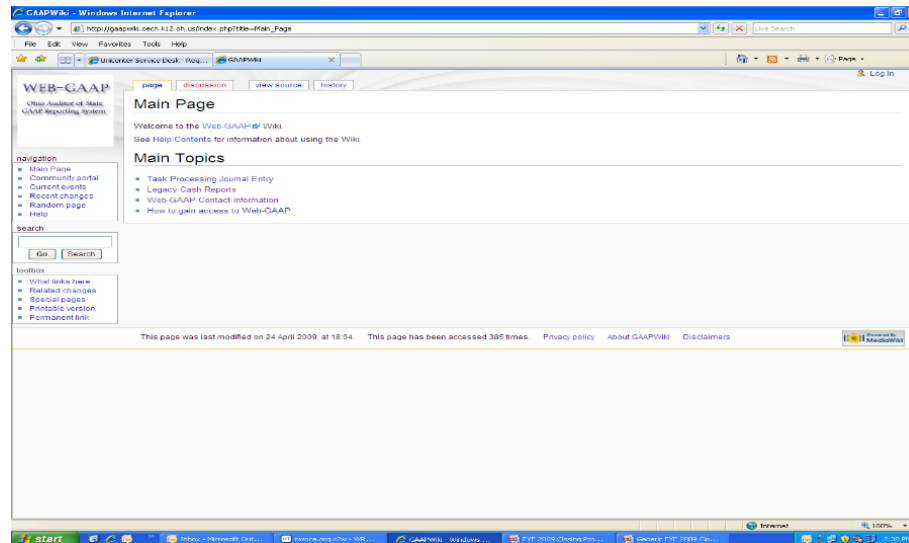 GAAPWiki - Windows Internet Explorer
http://gaapwiki.oecn.k12.oh.us/index.php?title=Main_Page
Live Search
File Edit View Favorites Tools Help
Unicenter Service Desk - Req... GAAPWiki
Page
Log in
WEB-GAAP
Ohio Auditor of State
GAAP Reporting System
page discussion view source history
Main Page
Welcome to the Web-GAAP Wiki.
See Help:Contents for information about using the Wiki.
Main Topics
Task Processing Journal Entry
Legacy Cash Reports
Web-GAAP Contact Information
How to gain access to Web-GAAP
navigation
Main Page
Community portal
Current events
Recent changes
Random page
Help
search
Go Search
toolbox
What links here
Related changes
Special pages
Printable version
Permanent link
This page was last modified on 24 April 2009, at 18:04. This page has been accessed 385 times. Privacy policy About GAAPWiki Disclaimers
Powered By
MediaWiki
Internet 100%
start Inbox - Microsoft Out... GAAPWiki - Windows ... FYE 2009 Closing Pro... Generic FYE 2009 Clo... 2:30 PM